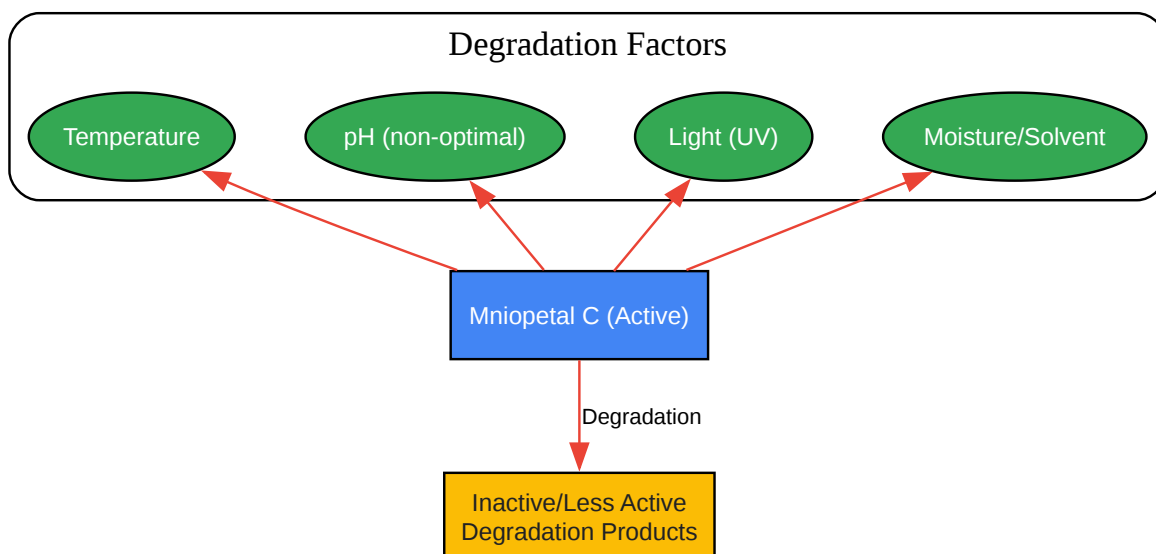 Degradation Factors
Temperature
pH (non-optimal)
Light (UV)
Moisture/Solvent
Mniopetal C (Active)
Degradation
Inactive/Less Active
Degradation Products